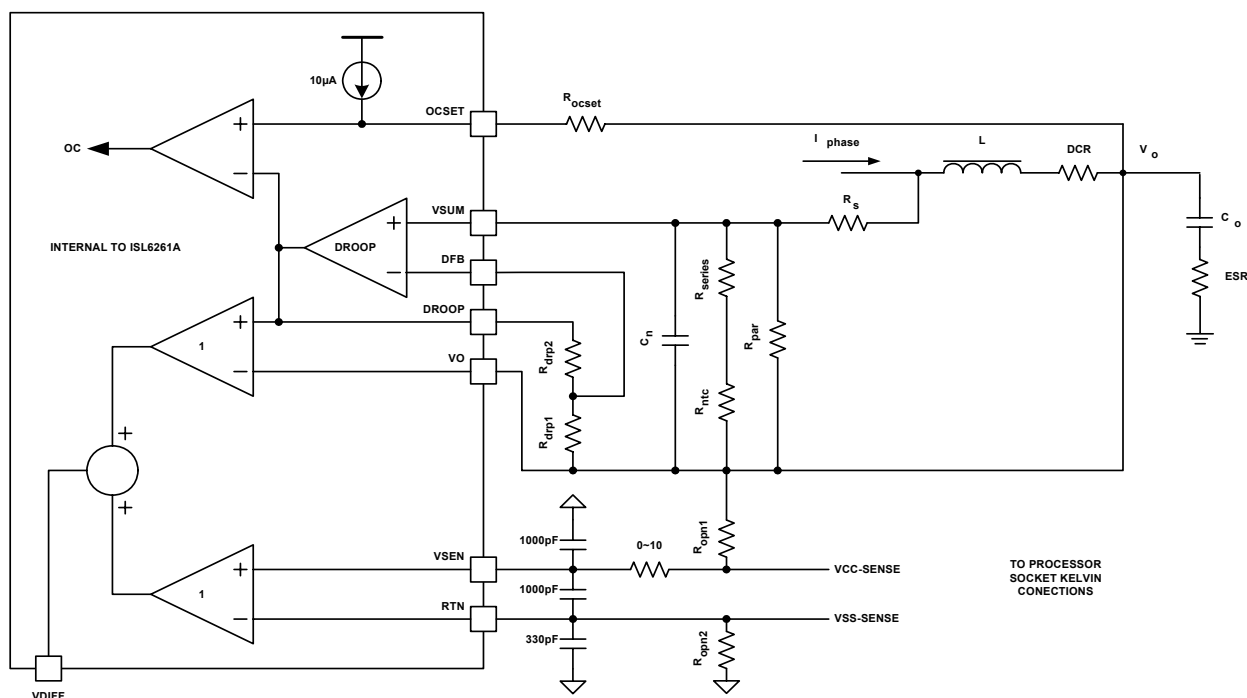 10µA
OCSET
R ocset
OC
I phase
L
DCR
V o
R s
C o
ESR
VSUM
DROOP
DFB
INTERNAL TO ISL6261A
DROOP
VO
1
R drp2
R drp1
C n
R series
R ntc
R par
VSEN
1000pF
0~10
R opn1
VCC-SENSE
TO PROCESSOR
SOCKET KELVIN
CONECTIONS
1
1000pF
RTN
VSS-SENSE
330pF
R opn2
VDIFF